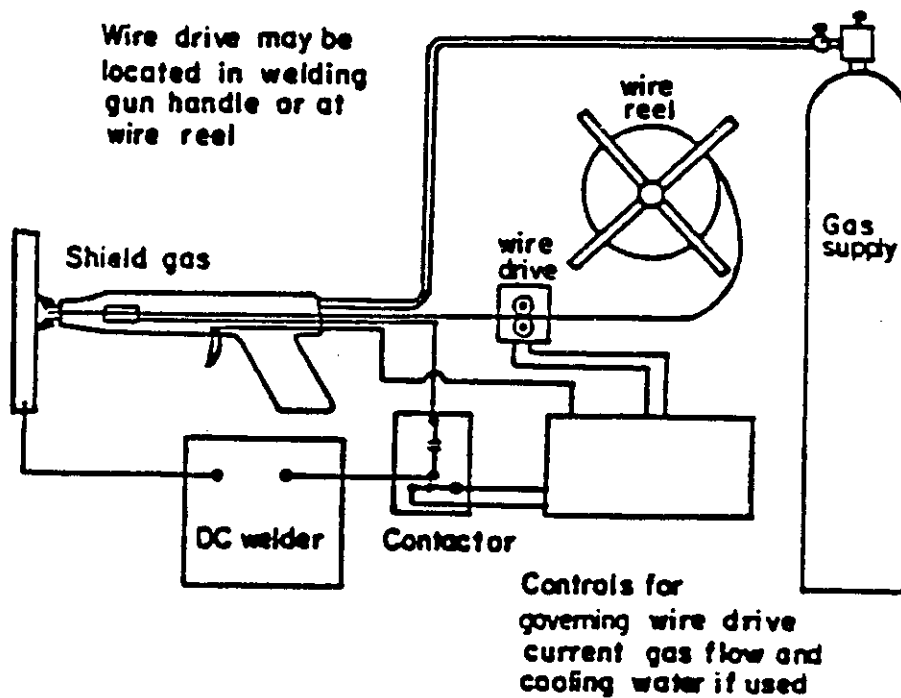 Wire drive may be
located in welding
gun handle or at
wire reel
wire
reel
Gas
supply
Shield gas
wire
drive
DC welder
Contactor
Controls for
governing wire drive
current gas flow and
cooling water if used